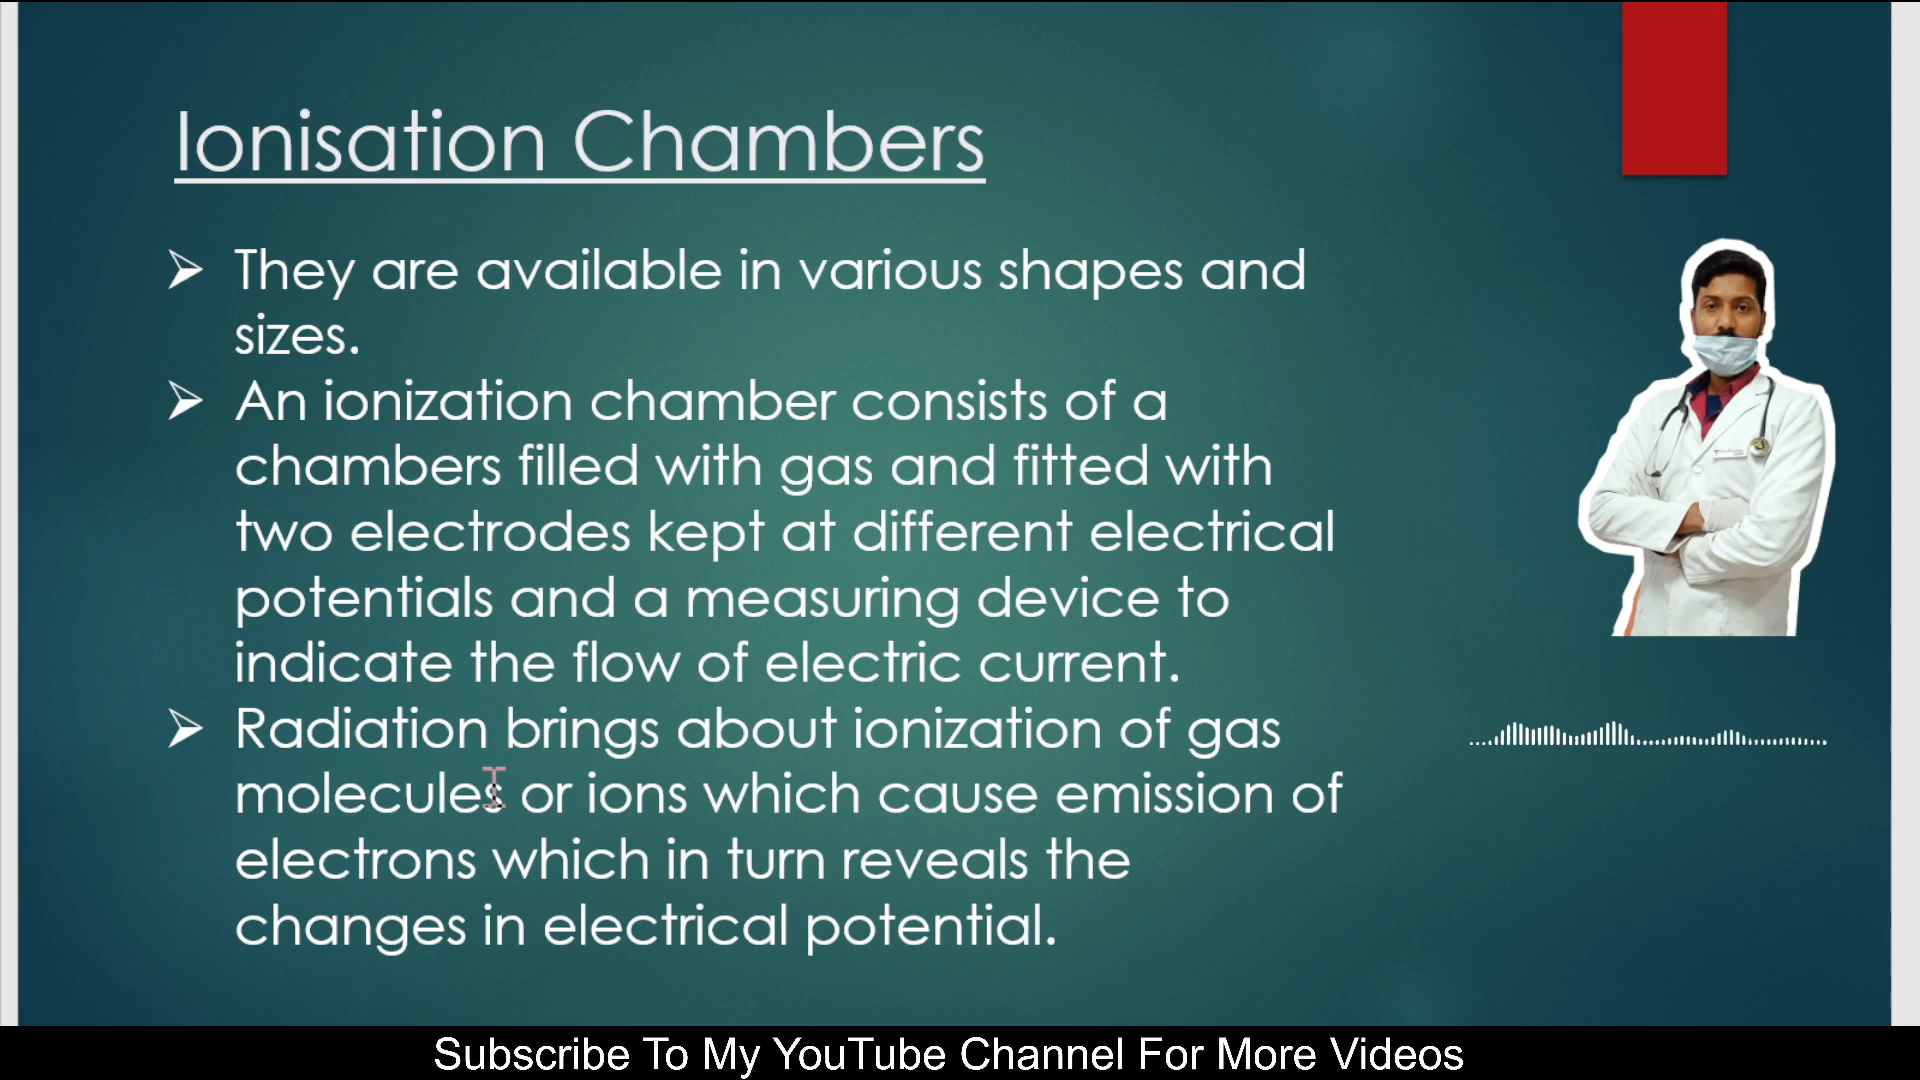 Ionisation Chambers
They are available in various shapes and
sizes.
An ionization chamber consists of a
chambers filled with gas and fitted with
two electrodes kept at different electrical
potentials and a measuring device to
indicate the flow of electric current.
Radiation brings about ionization of gas
molecules or ions which cause emission of
electrons which in turn reveals the
changes in electrical potential.
Subscribe To My YouTube Channel For More Videos